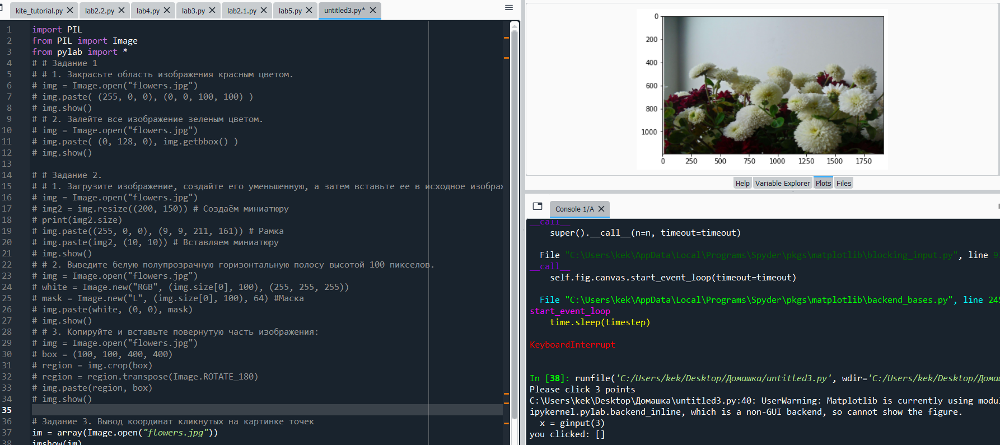 kite_tutorial.py lab2.2.py lab4.py lab3.py lab2.1.py lab5.py untitled3.py*
1 import PIL
2 from PIL import Image
3 from pylab import *
4 # # Задание 1
5 # # 1. Закрасьте область изображения красным цветом.
6 # img = Image.open("flowers.jpg")
7 # img.paste( (255, 0, 0), (0, 0, 100, 100) )
8 # img.show()
9 # # 2. Залейте все изображение зеленым цветом.
10 # img = Image.open("flowers.jpg")
11 # img.paste( (0, 128, 0), img.getbbox() )
12 # img.show()
13
14 # # Задание 2.
15 # # 1. Загрузите изображение, создайте его уменьшенную, а затем вставьте ее в исходное изображ
16 # img = Image.open("flowers.jpg")
17 # img2 = img.resize((200, 150)) # Создаём миниатюру
18 # print(img2.size)
19 # img.paste((255, 0, 0), (9, 9, 211, 161)) # Рамка
20 # img.paste(img2, (10, 10)) # Вставляем миниатюру
21 # img.show()
22 # # 2. Выведите белую полупрозрачную горизонтальную полосу высотой 100 пикселов.
23 # img = Image.open("flowers.jpg")
24 # white = Image.new("RGB", (img.size[0], 100), (255, 255, 255))
25 # mask = Image.new("L", (img.size[0], 100), 64) #Маска
26 # img.paste(white, (0, 0), mask)
27 # img.show()
28 # # 3. Копируйте и вставьте повернутую часть изображения:
29 # img = Image.open("flowers.jpg")
30 # box = (100, 100, 400, 400)
31 # region = img.crop(box)
32 # region = region.transpose(Image.ROTATE_180)
33 # img.paste(region, box)
34 # img.show()
35
36 # Задание 3. Вывод координат кликнутых на картинке точек
37 im = array(Image.open("flowers.jpg"))
38 imshow(im)
0
200
400
600
800
1000
0 250 500 750 1000 1250 1500 1750
Help Variable Explorer Plots Files
Console 1/A
__call__
super().__call__(n=n, timeout=timeout)
File "C:\Users\kek\AppData\Local\Programs\Spyder\pkgs\matplotlib\blocking_input.py", line 9
__call__
self.fig.canvas.start_event_loop(timeout=timeout)
File "C:\Users\kek\AppData\Local\Programs\Spyder\pkgs\matplotlib\backend_bases.py", line 245
start_event_loop
time.sleep(timestep)
KeyboardInterrupt
In [38]: runfile('C:/Users/kek/Desktop/Домашка/untitled3.py', wdir='C:/Users/kek/Desktop/Домаш
Please click 3 points
C:\Users\kek\Desktop\Домашка\untitled3.py:40: UserWarning: Matplotlib is currently using modul
ipykernel.pylab.backend_inline, which is a non-GUI backend, so cannot show the figure.
x = ginput(3)
you clicked: []